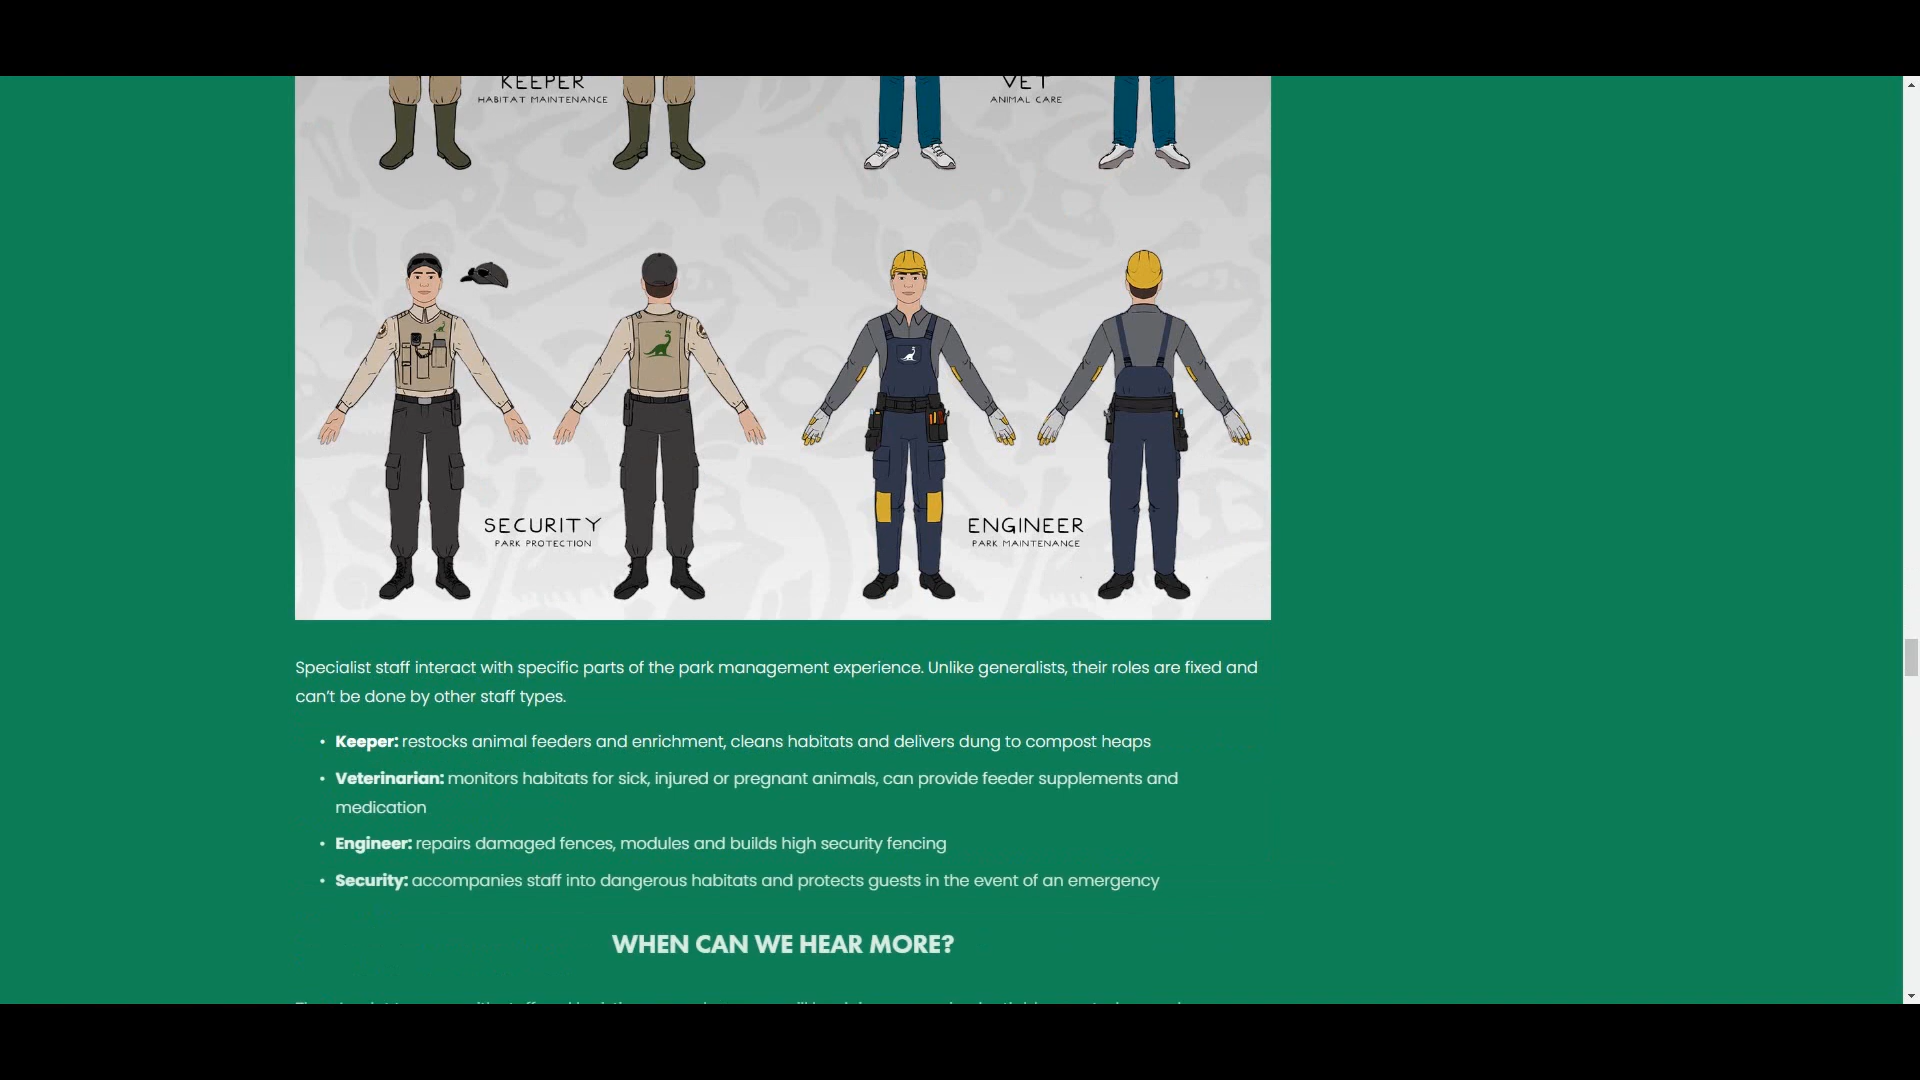 KEEPER
HABITAT MAINTENANCE
VET
ANIMAL CARE
SECURITY
PARK PROTECTION
ENGINEER
PARK MAINTENANCE
Specialist staff interact with specific parts of the park management experience. Unlike generalists, their roles are fixed and
can’t be done by other staff types.
• Keeper: restocks animal feeders and enrichment, cleans habitats and delivers dung to compost heaps
• Veterinarian: monitors habitats for sick, injured or pregnant animals, can provide feeder supplements and
medication
• Engineer: repairs damaged fences, modules and builds high security fencing
• Security: accompanies staff into dangerous habitats and protects guests in the event of an emergency
WHEN CAN WE HEAR MORE?